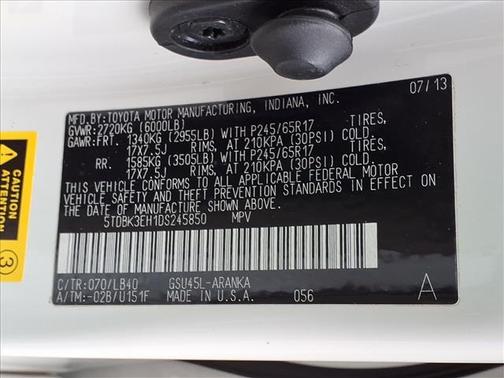 07/13
MFD.BY:TOYOTA MOTOR MANUFACTURING, INDIANA, INC.
GVWR:2720KG (6000LB)
GAWR:FRT. 1340KG (2955LB) WITH P245/65R17 TIRES,
17X7.5J RIMS, AT 210KPA (30PSI) COLD.
RR. 1585KG (3505LB) WITH P245/65R17 TIRES,
17X7.5J RIMS, AT 210KPA (30PSI) COLD.
THIS VEHICLE CONFORMS TO ALL APPLICABLE FEDERAL MOTOR
VEHICLE SAFETY AND THEFT PREVENTION STANDARDS IN EFFECT
ON THE DATE OF MANUFACTURE SHOWN ABOVE.
5TDBK3EH1DS245850 MPV
C/TR:070/LB40 GSU45L-ARANKA
A/TM:-02B/U151F MADE IN U.S.A. 056 A
CAUTION
ATTENTION
3